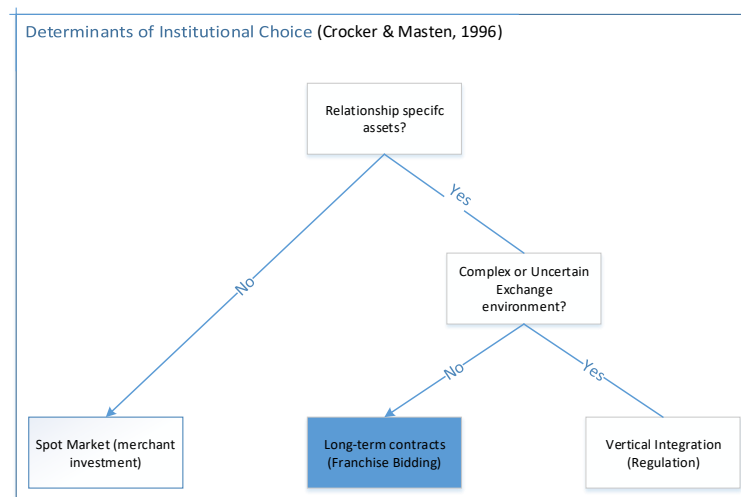 Determinants of Institutional Choice (Crocker & Masten, 1996)
Relationship specifc
assets?
Yes
Complex or Uncertain
Exchange
environment?
No
No
Yes
Spot Market (merchant
investment)
Long-term contracts
(Franchise Bidding)
Vertical Integration
(Regulation)